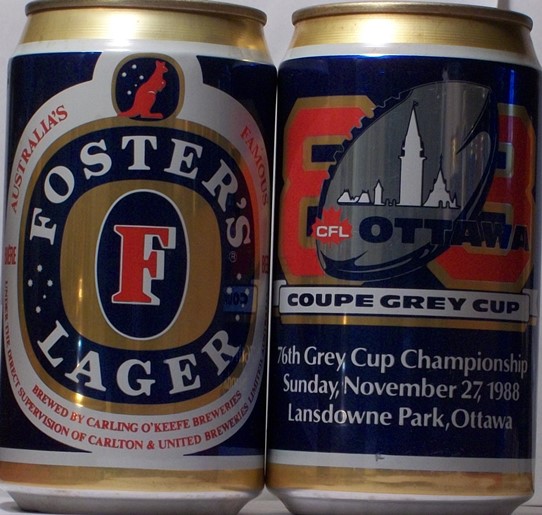 AUSTRALIA'S
FAMOUS
FOSTER'S
F
LAGER
BREWED BY CARLING O'KEEFE BREWERIES
UNDER THE DIRECT SUPERVISION OF CARLTON & UNITED BREWERIES LIMITED
88
CFL OTTAWA
COUPE GREY CUP
76th Grey Cup Championship
Sunday, November 27, 1988
Lansdowne Park, Ottawa